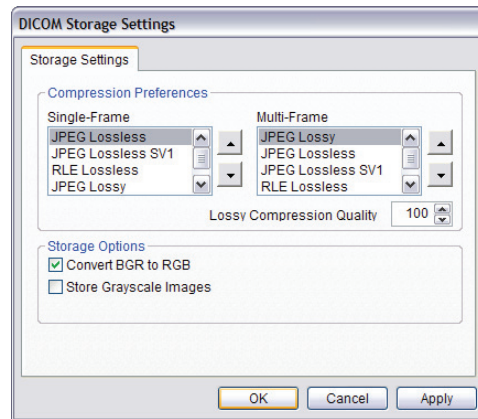 DICOM Storage Settings
Storage Settings
Compression Preferences
Single-Frame
JPEG Lossless
JPEG Lossless SV1
RLE Lossless
JPEG Lossy
Multi-Frame
JPEG Lossy
JPEG Lossless
JPEG Lossless SV1
RLE Lossless
Lossy Compression Quality 100
Storage Options
Convert BGR to RGB
Store Grayscale Images
OK Cancel Apply